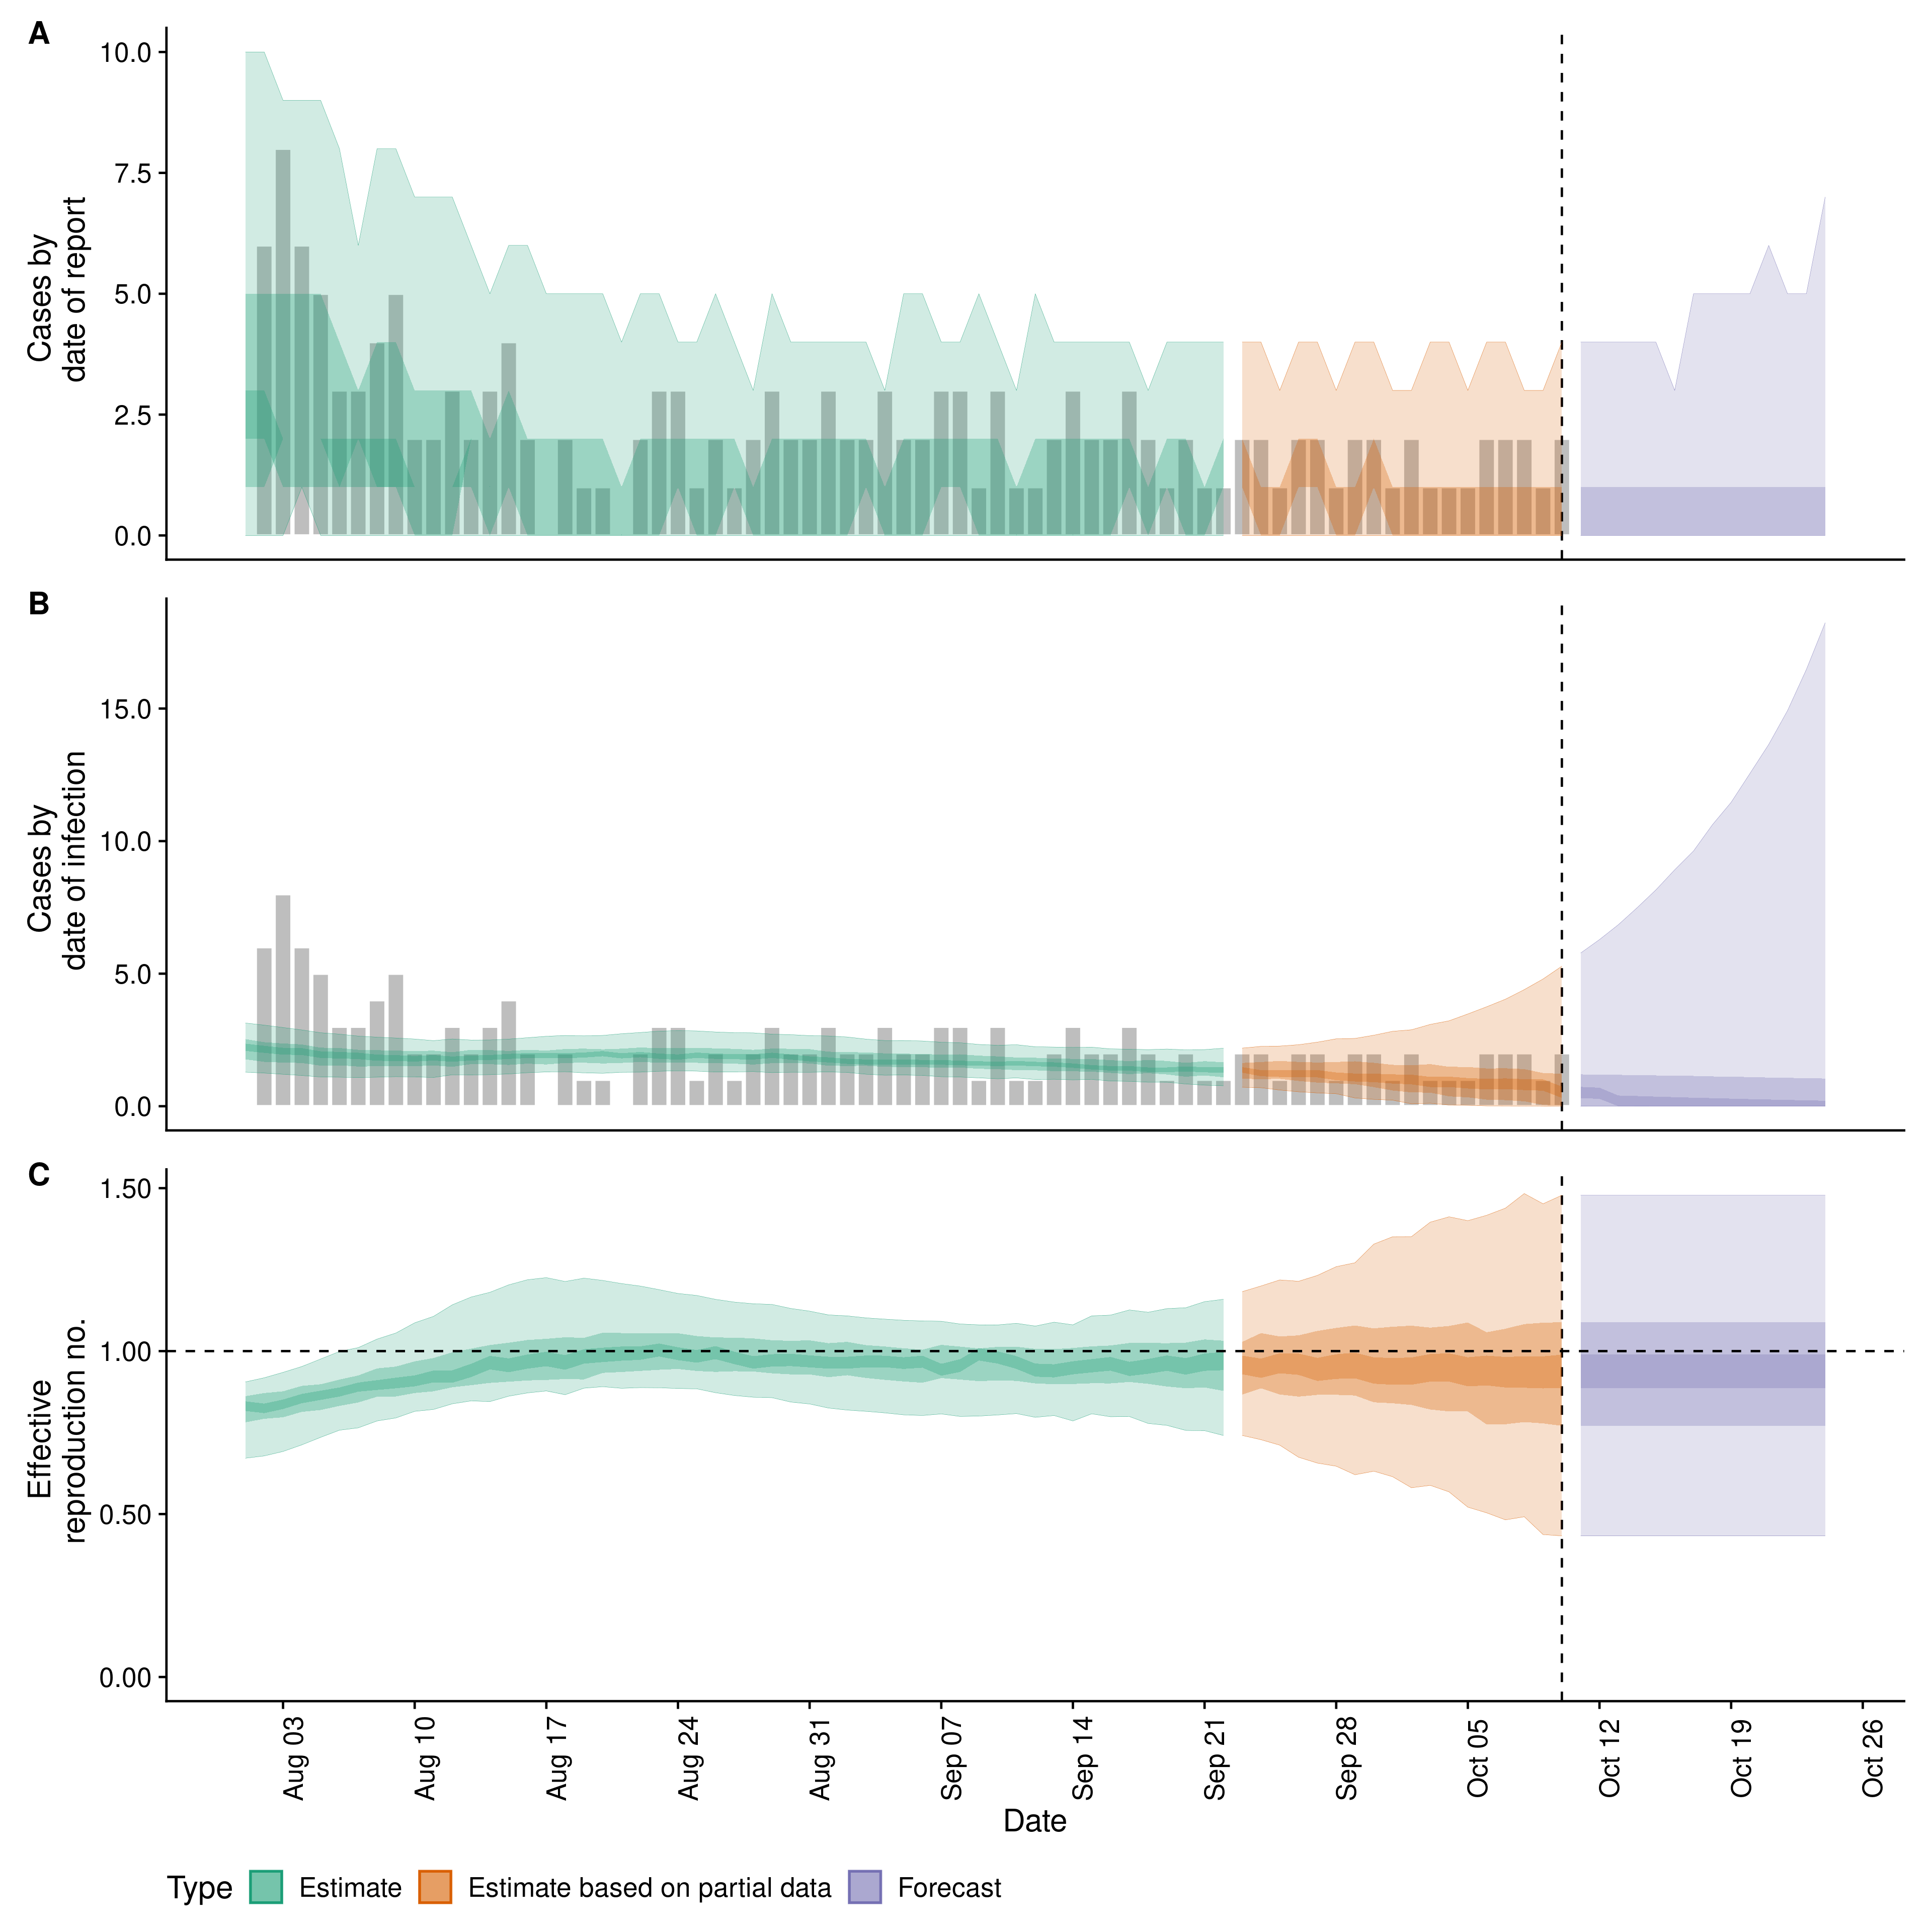 A
Cases by
date of report
10.0
7.5
5.0
2.5
0.0
B
Cases by
date of infection
15.0
10.0
5.0
0.0
C
Effective
reproduction no.
1.50
1.00
0.50
0.00
Aug 03
Aug 10
Aug 17
Aug 24
Aug 31
Sep 07
Sep 14
Sep 21
Sep 28
Oct 05
Oct 12
Oct 19
Oct 26
Date
Type Estimate Estimate based on partial data Forecast